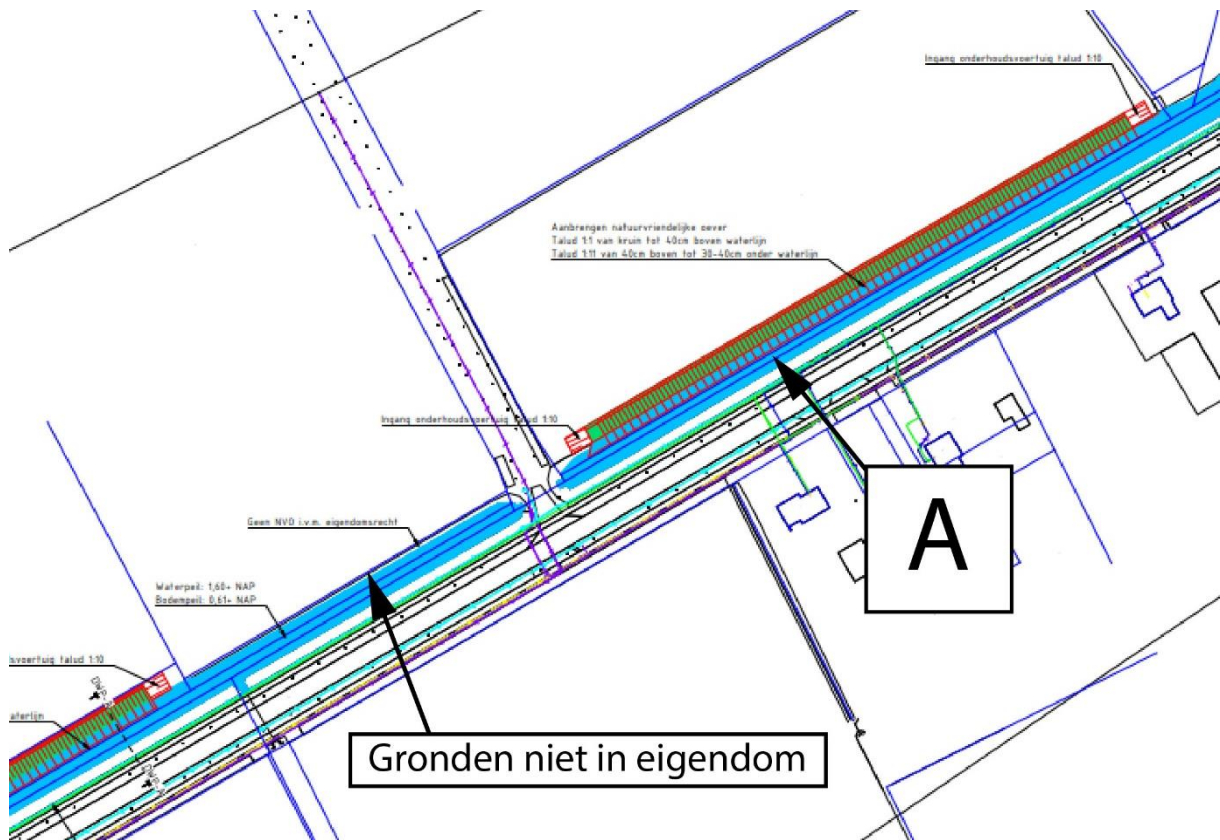 Ingang onderhoudsvoertuig talud 1:10
Aanbrengen natuurvriendelijke oever
Talud 1:1 van kruin tot 40cm boven waterlijn
Talud 1:11 van 40cm boven tot 30-40cm onder waterlijn
Ingang onderhoudsvoertuig talud 1:10
A
Geen NVO i.v.m. eigendomsrecht
Waterpeil: 1,60+ NAP
Bodempeil: 0,61+ NAP
dsvoertuig talud 1:10
aterlijn
Gronden niet in eigendom